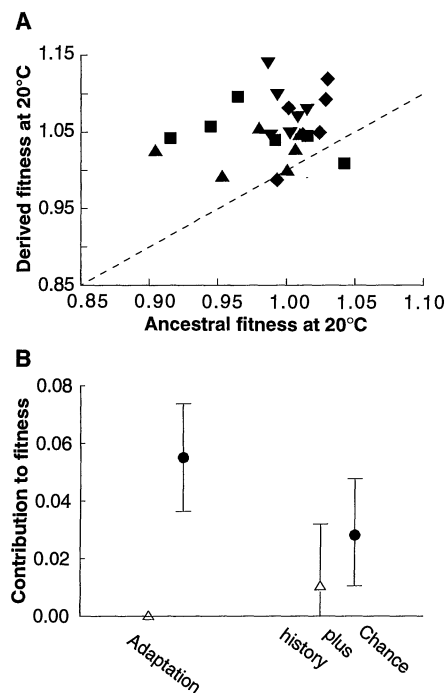 A
Derived fitness at 20°C
1.15
1.05
0.95
0.85
0.85 0.90 0.95 1.00 1.05 1.10
Ancestral fitness at 20°C
B
Contribution to fitness
0.08
0.06
0.04
0.02
0.00
Adaptation
history
plus
Chance